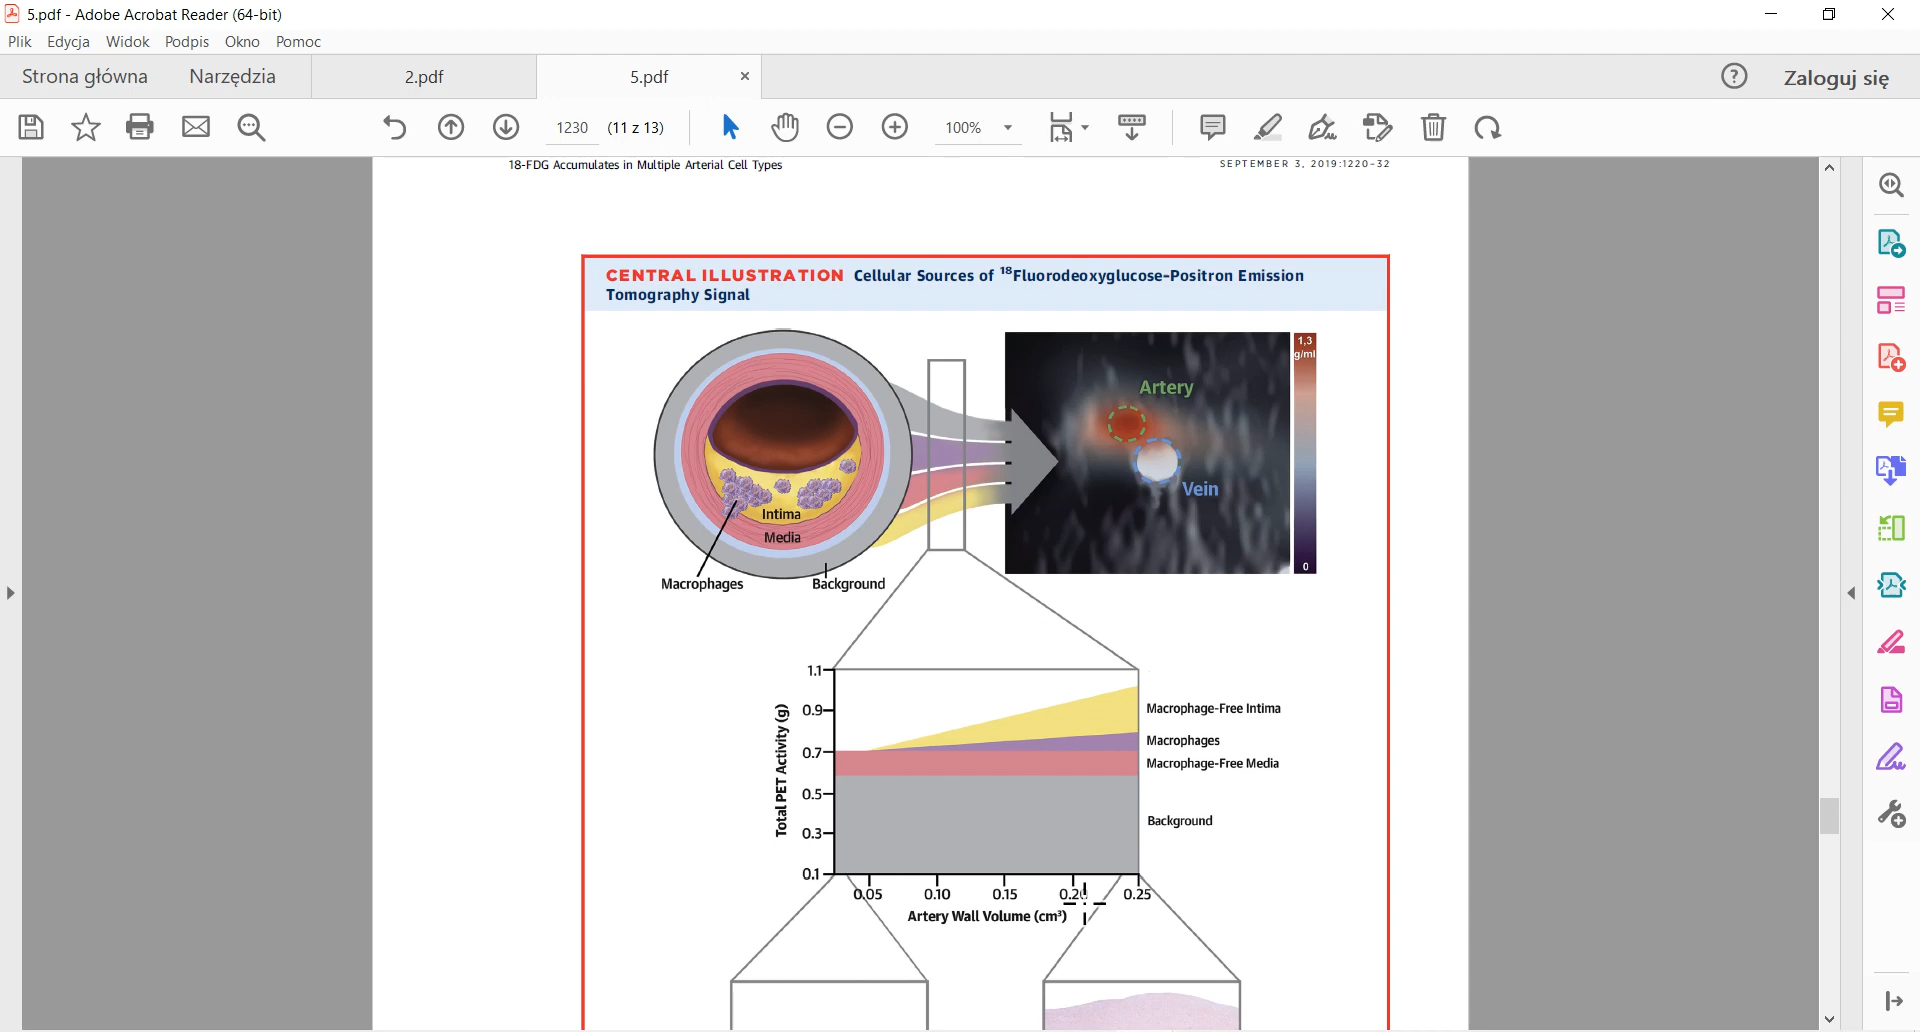 5.pdf - Adobe Acrobat Reader (64-bit)
Plik Edycja Widok Podpis Okno Pomoc
Strona główna Narzędzia 2.pdf 5.pdf × ? Zaloguj się
1230 (11 z 13) 100%
18-FDG Accumulates in Multiple Arterial Cell Types SEPTEMBER 3, 2019:1220–32
CENTRAL ILLUSTRATION Cellular Sources of ¹⁸Fluorodeoxyglucose-Positron Emission
Tomography Signal
1,3
g/ml
Artery
Vein
Intima
Media
0
Macrophages Background
1.1
0.9
0.7
0.5
0.3
0.1
Total PET Activity (g)
Macrophage-Free Intima
Macrophages
Macrophage-Free Media
Background
0.05 0.10 0.15 0.20 0.25
Artery Wall Volume (cm³)